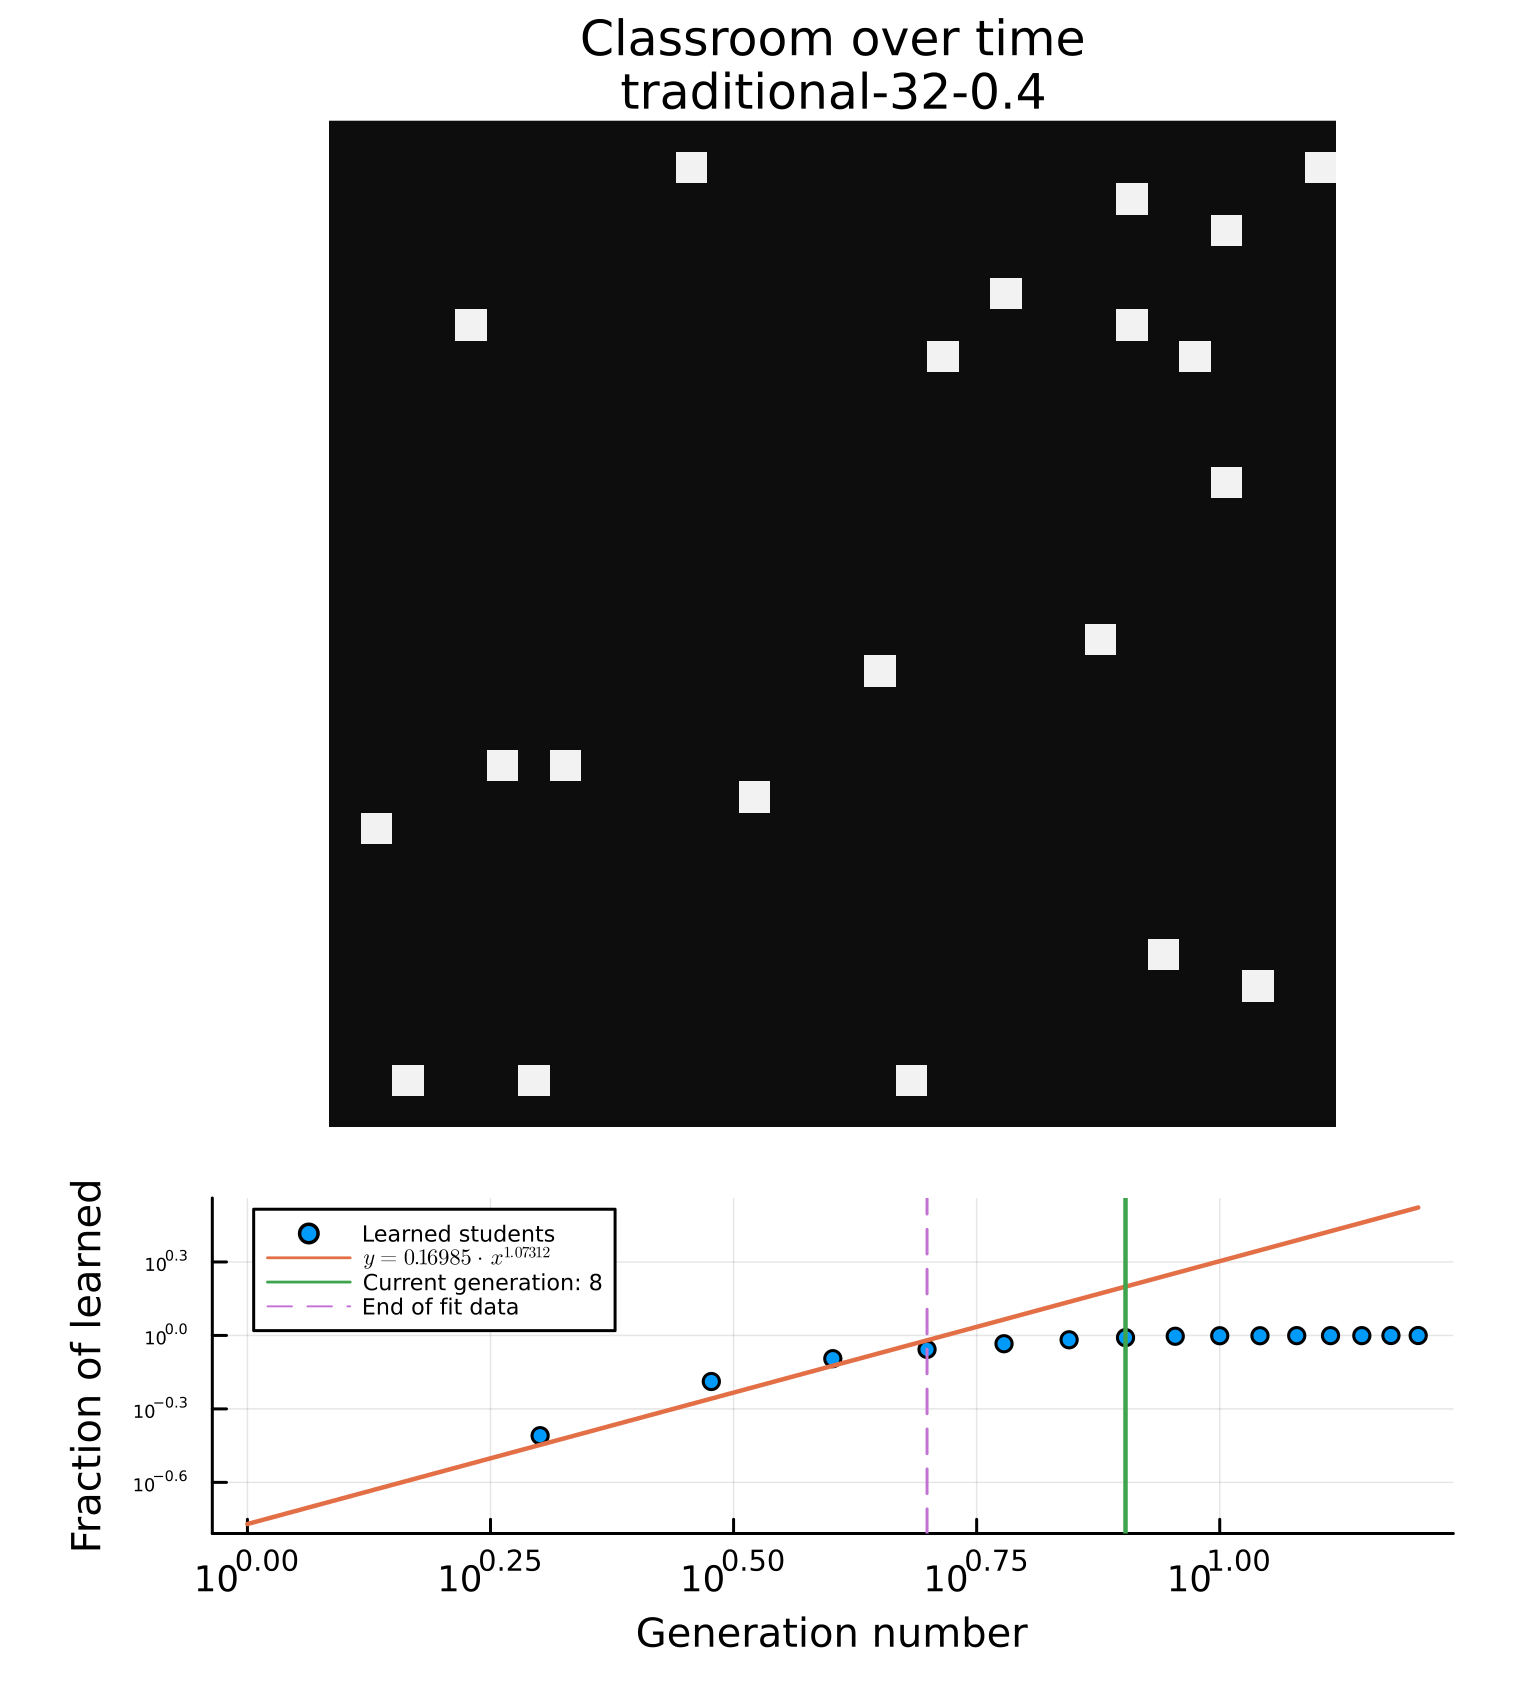 Classroom over time
traditional-32-0.4
Fraction of learned
Learned students
y = 0.16985 · x^1.07312
Current generation: 8
End of fit data
10^0.3
10^0.0
10^−0.3
10^−0.6
10^0.00 10^0.25 10^0.50 10^0.75 10^1.00
Generation number